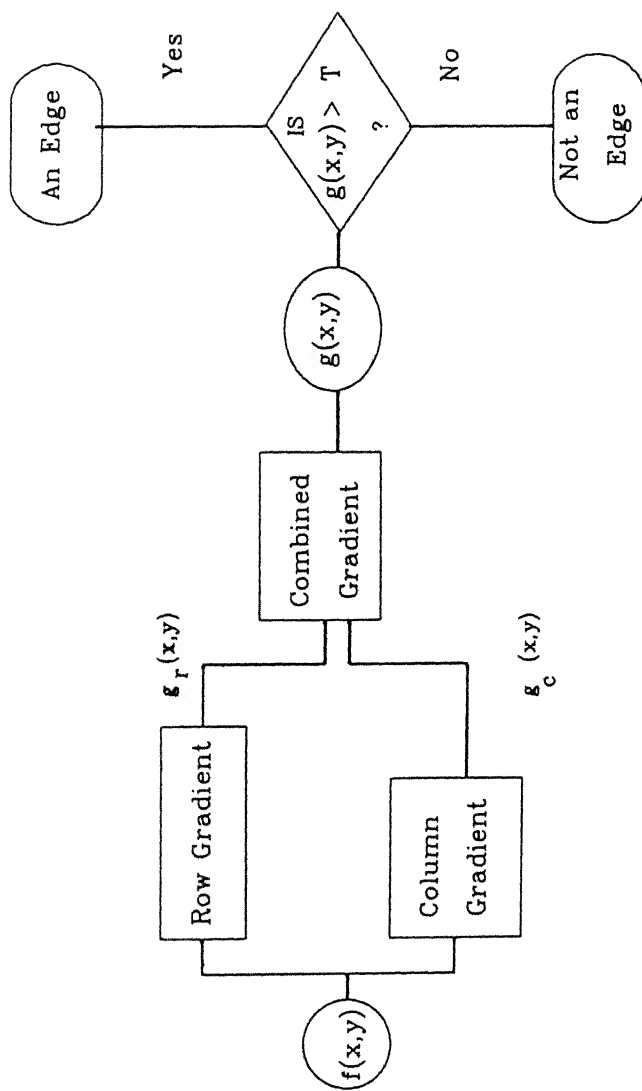 f(x,y)
Row Gradient
g_r(x,y)
Column
Gradient
g_c(x,y)
Combined
Gradient
g(x,y)
IS
g(x,y) > T
?
Yes
An Edge
No
Not an
Edge